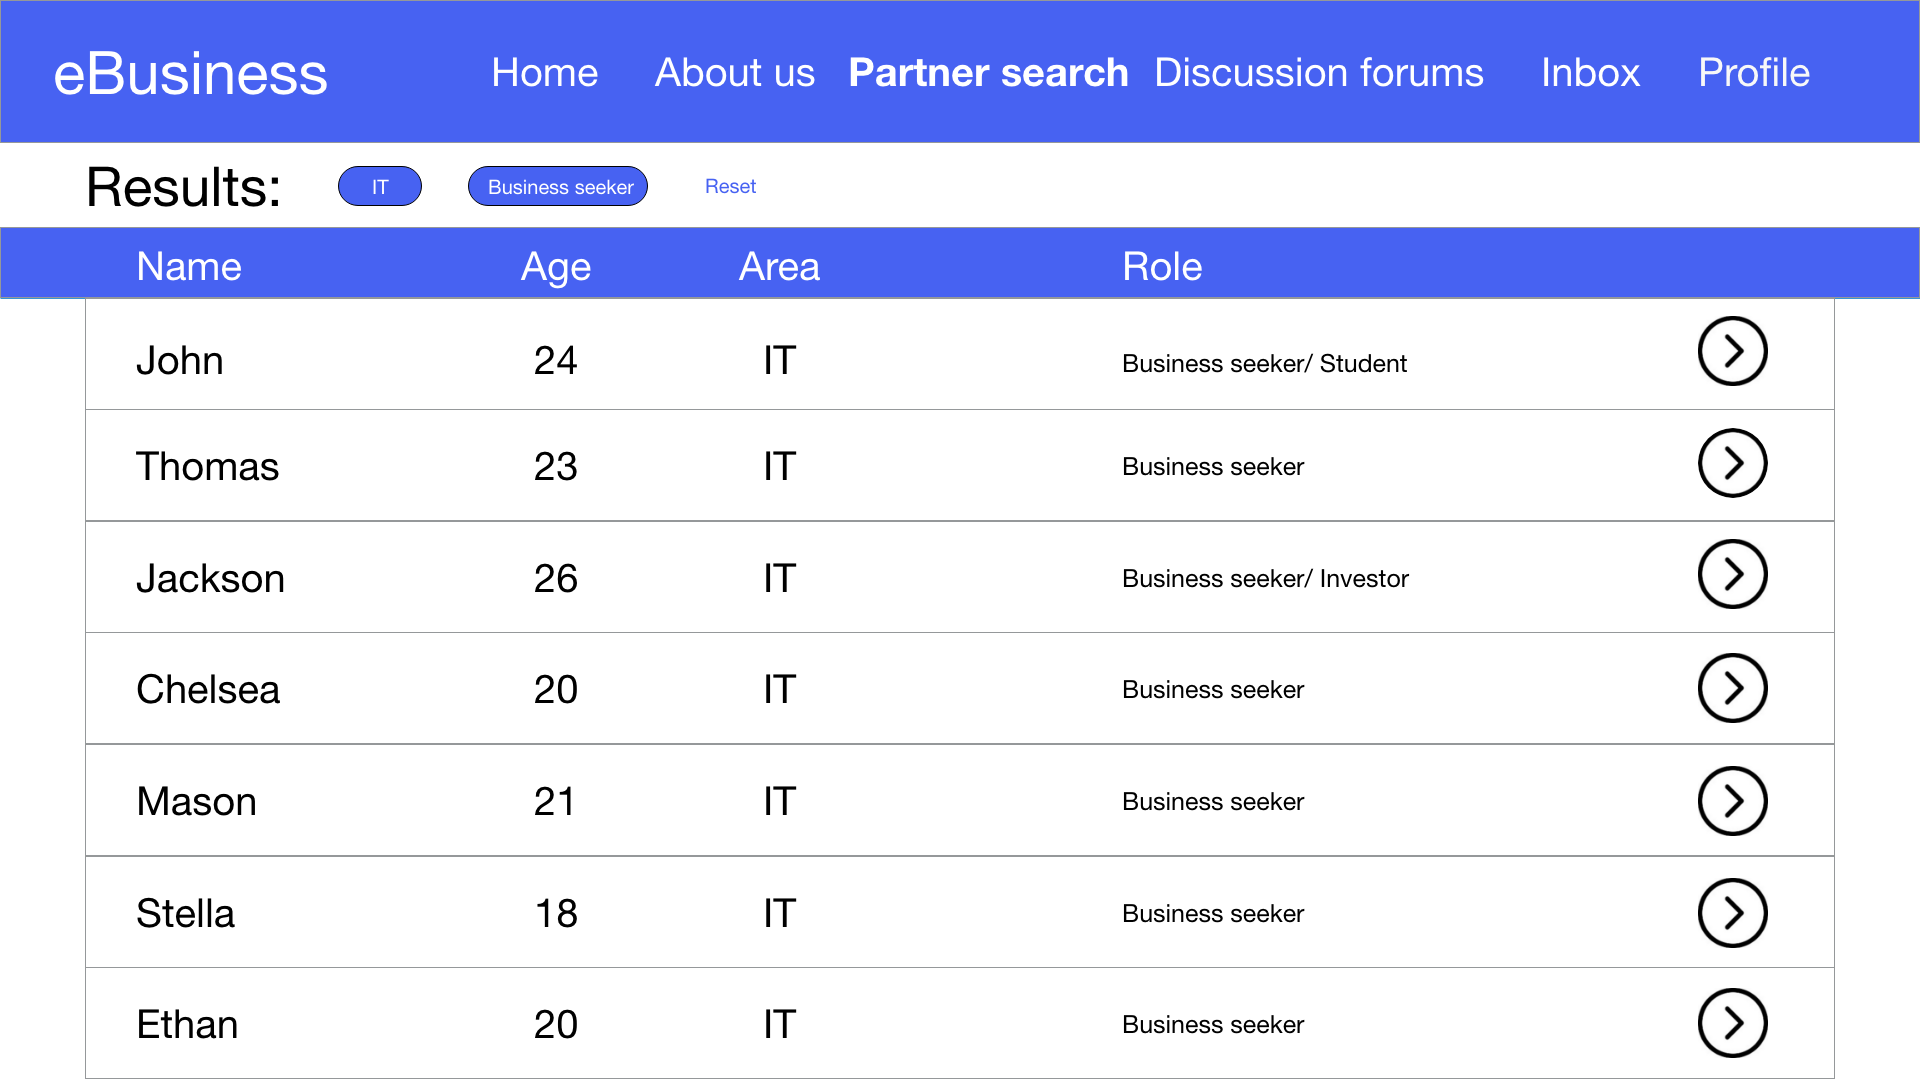 eBusiness Home About us Partner search Discussion forums Inbox Profile
Results: IT Business seeker Reset
Name Age Area Role
John 24 IT Business seeker/ Student
Thomas 23 IT Business seeker
Jackson 26 IT Business seeker/ Investor
Chelsea 20 IT Business seeker
Mason 21 IT Business seeker
Stella 18 IT Business seeker
Ethan 20 IT Business seeker